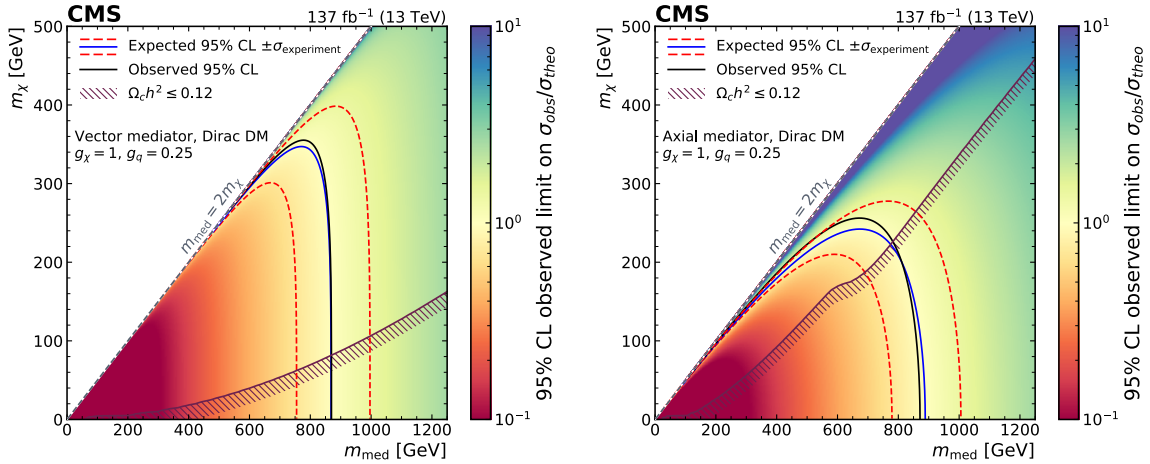 CMS
137 fb⁻¹ (13 TeV)
Expected 95% CL ±σexperiment
Observed 95% CL
Ωch² ≤ 0.12
Vector mediator, Dirac DM
gχ = 1, gq = 0.25
mmed = 2mχ
mχ [GeV]
500
400
300
200
100
0
0 200 400 600 800 1000 1200
mmed [GeV]
10¹
10⁰
10⁻¹
95% CL observed limit on σobs/σtheo
CMS
137 fb⁻¹ (13 TeV)
Expected 95% CL ±σexperiment
Observed 95% CL
Ωch² ≤ 0.12
Axial mediator, Dirac DM
gχ = 1, gq = 0.25
mmed = 2mχ
mχ [GeV]
500
400
300
200
100
0
0 200 400 600 800 1000 1200
mmed [GeV]
10¹
10⁰
10⁻¹
95% CL observed limit on σobs/σtheo